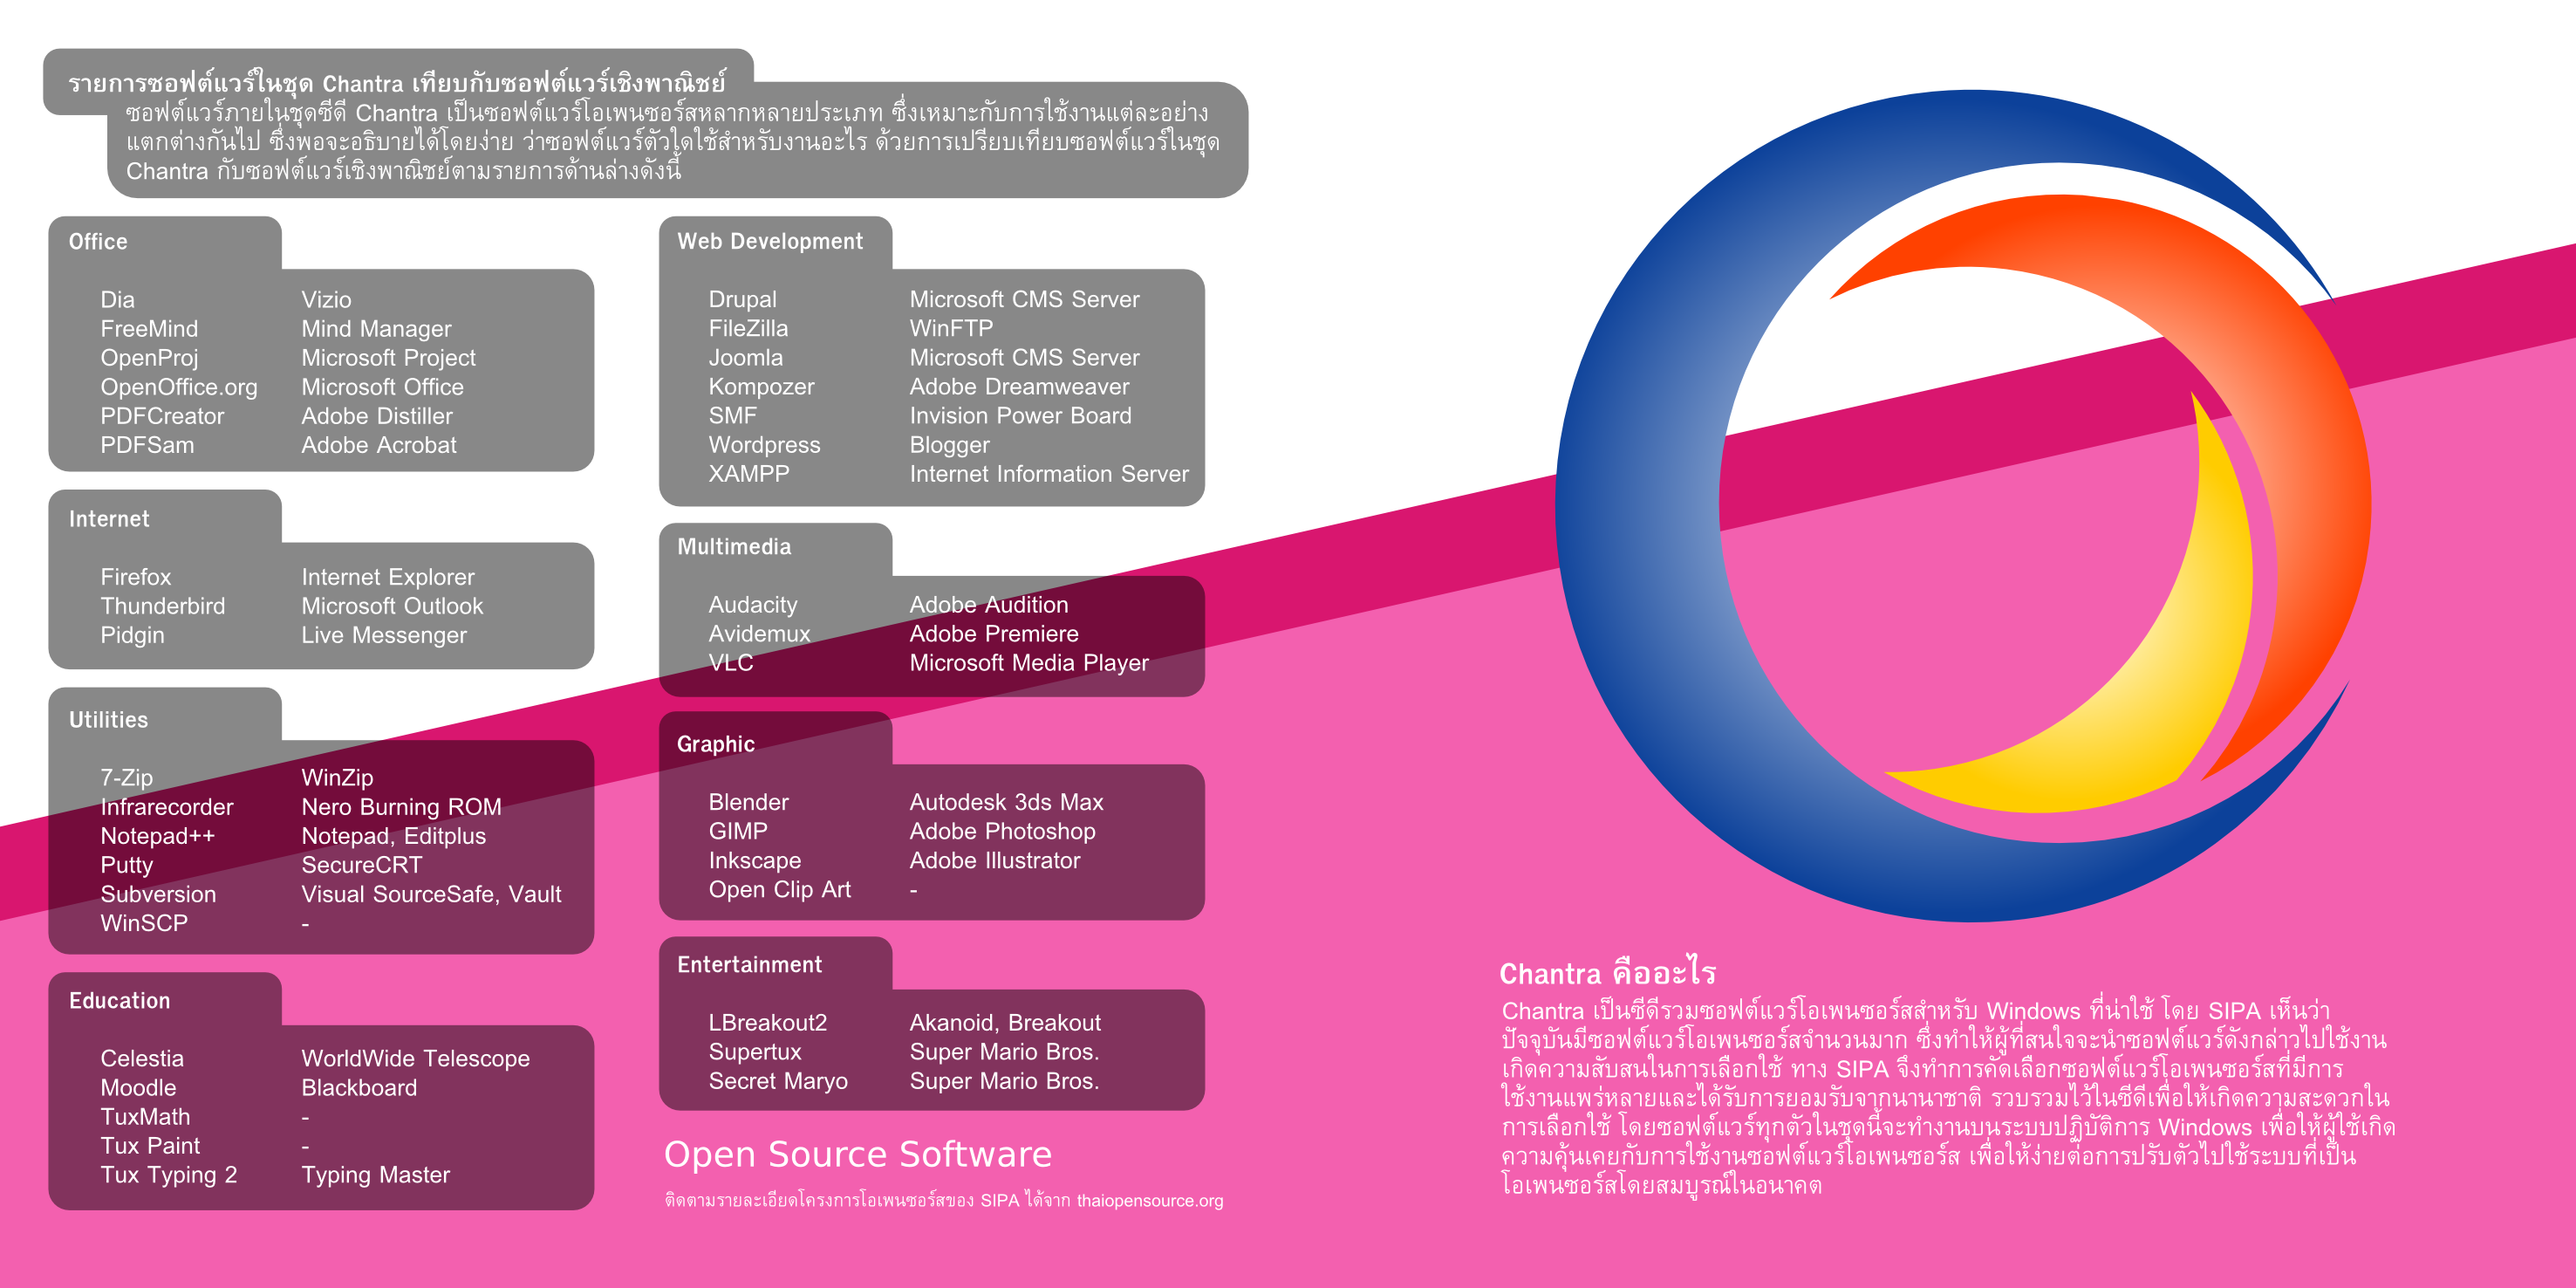 รายการซอฟต์แวร์ในชุด Chantra เทียบกับซอฟต์แวร์เชิงพาณิชย์
ซอฟต์แวร์ภายในชุดซีดี Chantra เป็นซอฟต์แวร์โอเพนซอร์สหลากหลายประเภท ซึ่งเหมาะกับการใช้งานแต่ละอย่าง
แตกต่างกันไป ซึ่งพอจะอธิบายได้โดยง่าย ว่าซอฟต์แวร์ตัวใดใช้สำหรับงานอะไร ด้วยการเปรียบเทียบซอฟต์แวร์ในชุด
Chantra กับซอฟต์แวร์เชิงพาณิชย์ตามรายการด้านล่างดังนี้
Office
Dia Vizio
FreeMind Mind Manager
OpenProj Microsoft Project
OpenOffice.org Microsoft Office
PDFCreator Adobe Distiller
PDFSam Adobe Acrobat
Internet
Firefox Internet Explorer
Thunderbird Microsoft Outlook
Pidgin Live Messenger
Utilities
7-Zip WinZip
Infrarecorder Nero Burning ROM
Notepad++ Notepad, Editplus
Putty SecureCRT
Subversion Visual SourceSafe, Vault
WinSCP -
Education
Celestia WorldWide Telescope
Moodle Blackboard
TuxMath -
Tux Paint -
Tux Typing 2 Typing Master
Web Development
Drupal Microsoft CMS Server
FileZilla WinFTP
Joomla Microsoft CMS Server
Kompozer Adobe Dreamweaver
SMF Invision Power Board
Wordpress Blogger
XAMPP Internet Information Server
Multimedia
Audacity Adobe Audition
Avidemux Adobe Premiere
VLC Microsoft Media Player
Graphic
Blender Autodesk 3ds Max
GIMP Adobe Photoshop
Inkscape Adobe Illustrator
Open Clip Art -
Entertainment
LBreakout2 Akanoid, Breakout
Supertux Super Mario Bros.
Secret Maryo Super Mario Bros.
Open Source Software
ติดตามรายละเอียดโครงการโอเพนซอร์สของ SIPA ได้จาก thaiopensource.org
Chantra คืออะไร
Chantra เป็นซีดีรวมซอฟต์แวร์โอเพนซอร์สสำหรับ Windows ที่น่าใช้ โดย SIPA เห็นว่า
ปัจจุบันมีซอฟต์แวร์โอเพนซอร์สจำนวนมาก ซึ่งทำให้ผู้ที่สนใจจะนำซอฟต์แวร์ดังกล่าวไปใช้งาน
เกิดความสับสนในการเลือกใช้ ทาง SIPA จึงทำการคัดเลือกซอฟต์แวร์โอเพนซอร์สที่มีการ
ใช้งานแพร่หลายและได้รับการยอมรับจากนานาชาติ รวบรวมไว้ในซีดีเพื่อให้เกิดความสะดวกใน
การเลือกใช้ โดยซอฟต์แวร์ทุกตัวในชุดนี้จะทำงานบนระบบปฏิบัติการ Windows เพื่อให้ผู้ใช้เกิด
ความคุ้นเคยกับการใช้งานซอฟต์แวร์โอเพนซอร์ส เพื่อให้ง่ายต่อการปรับตัวไปใช้ระบบที่เป็น
โอเพนซอร์สโดยสมบูรณ์ในอนาคต